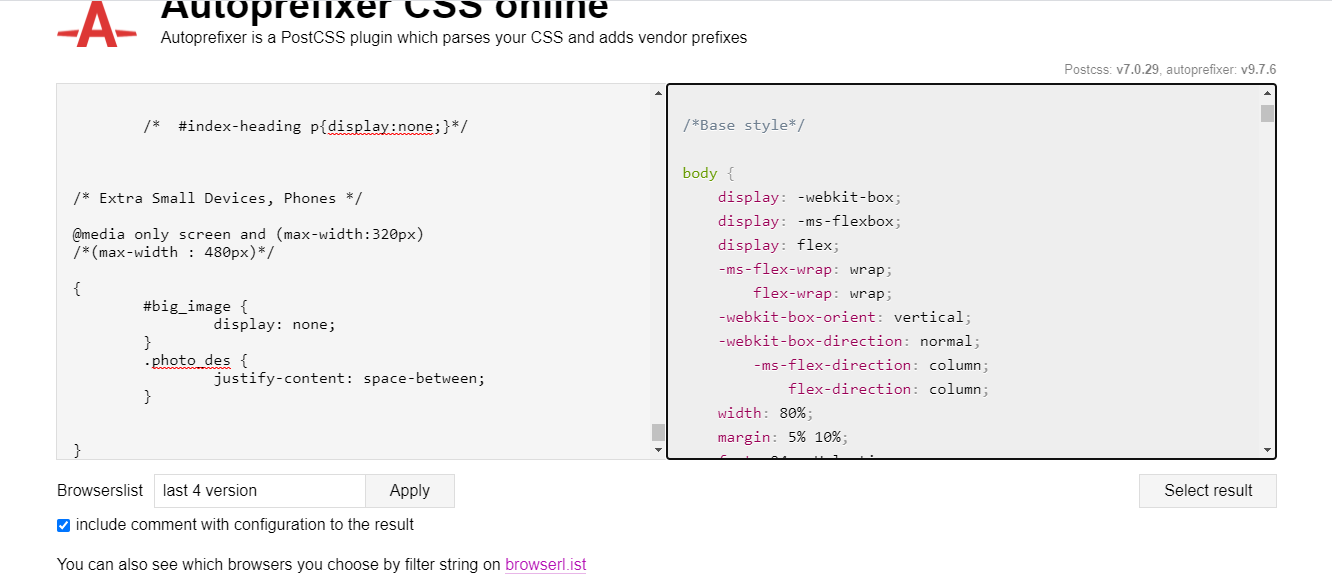 Autoprefixer CSS online
Autoprefixer is a PostCSS plugin which parses your CSS and adds vendor prefixes
Postcss: v7.0.29, autoprefixer: v9.7.6
/*  #index-heading p{display:none;}*/
/* Extra Small Devices, Phones */
@media only screen and (max-width:320px)
/*(max-width : 480px)*/
{
#big_image {
display: none;
}
.photo_des {
justify-content: space-between;
}
}
/*Base style*/
body {
display: -webkit-box;
display: -ms-flexbox;
display: flex;
-ms-flex-wrap: wrap;
flex-wrap: wrap;
-webkit-box-orient: vertical;
-webkit-box-direction: normal;
-ms-flex-direction: column;
flex-direction: column;
width: 80%;
margin: 5% 10%;
Browserslist last 4 version Apply
Select result
include comment with configuration to the result
You can also see which browsers you choose by filter string on browserl.ist